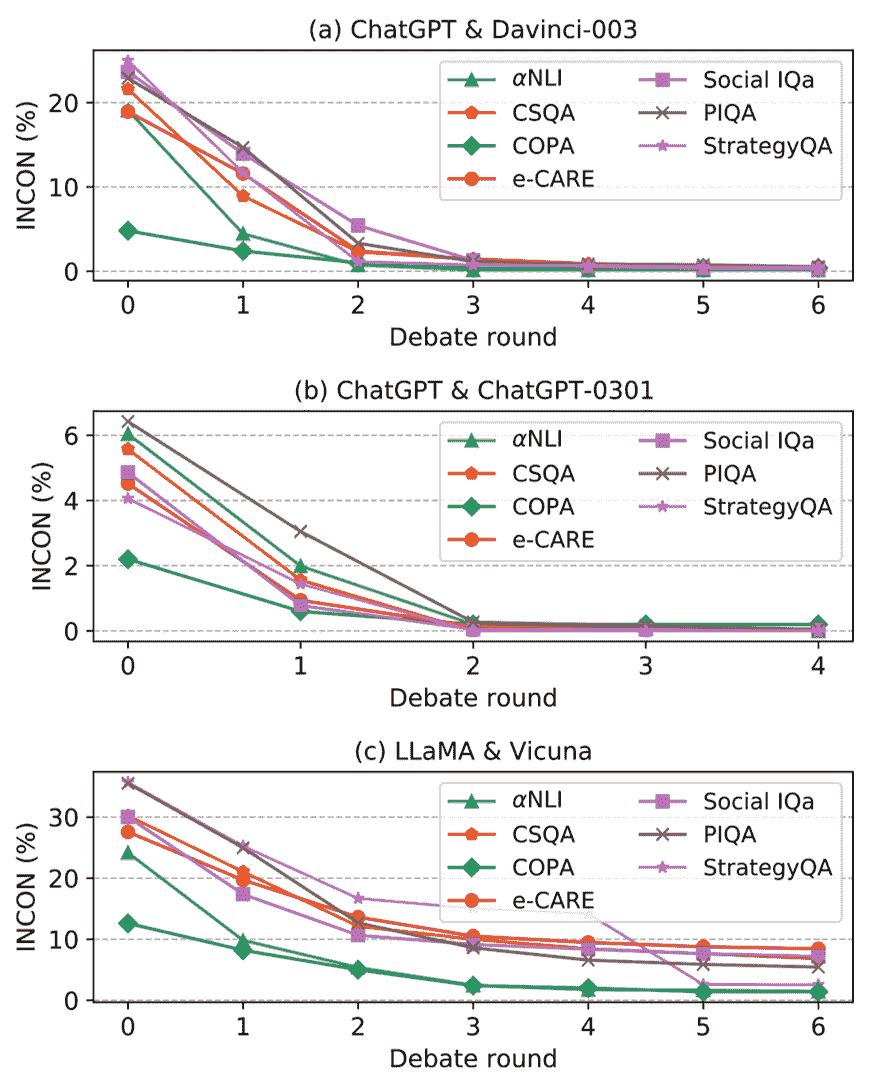 (a) ChatGPT & Davinci-003
INCON (%)
20
10
0
αNLI
CSQA
COPA
e-CARE
Social IQa
PIQA
StrategyQA
0 1 2 3 4 5 6
Debate round
(b) ChatGPT & ChatGPT-0301
INCON (%)
6
4
2
0
αNLI
CSQA
COPA
e-CARE
Social IQa
PIQA
StrategyQA
0 1 2 3 4
Debate round
(c) LLaMA & Vicuna
INCON (%)
30
20
10
0
αNLI
CSQA
COPA
e-CARE
Social IQa
PIQA
StrategyQA
0 1 2 3 4 5 6
Debate round